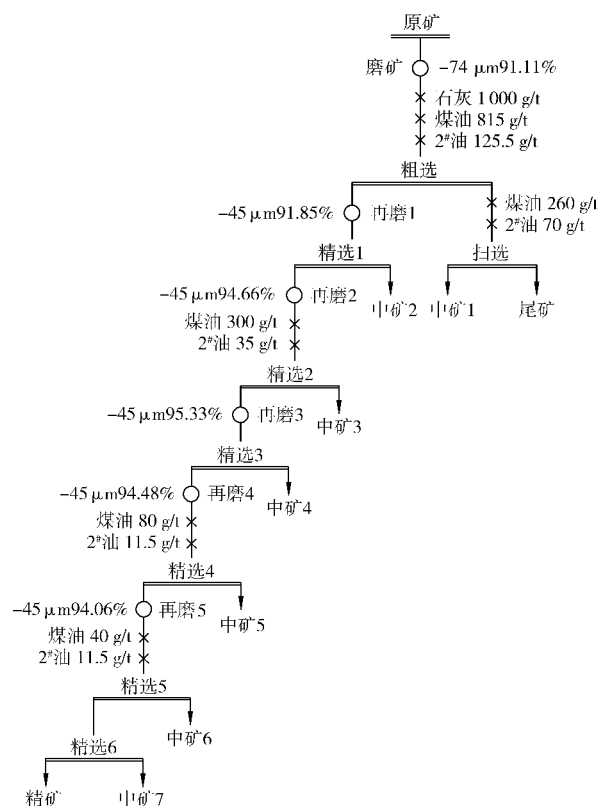 原矿
磨矿 -74 μm91.11%
石灰 1000 g/t
煤油 815 g/t
2#油 125.5 g/t
粗选
-45 μm91.85% 再磨1
煤油 260 g/t
2#油 70 g/t
精选1 扫选
-45 μm94.66% 再磨2 中矿2 中矿1 尾矿
煤油 300 g/t
2#油 35 g/t
精选2
-45 μm95.33% 再磨3 中矿3
精选3
-45 μm94.48% 再磨4 中矿4
煤油 80 g/t
2#油 11.5 g/t
精选4
-45 μm94.06% 再磨5 中矿5
煤油 40 g/t
2#油 11.5 g/t
精选5
中矿6
精选6
精矿 中矿7